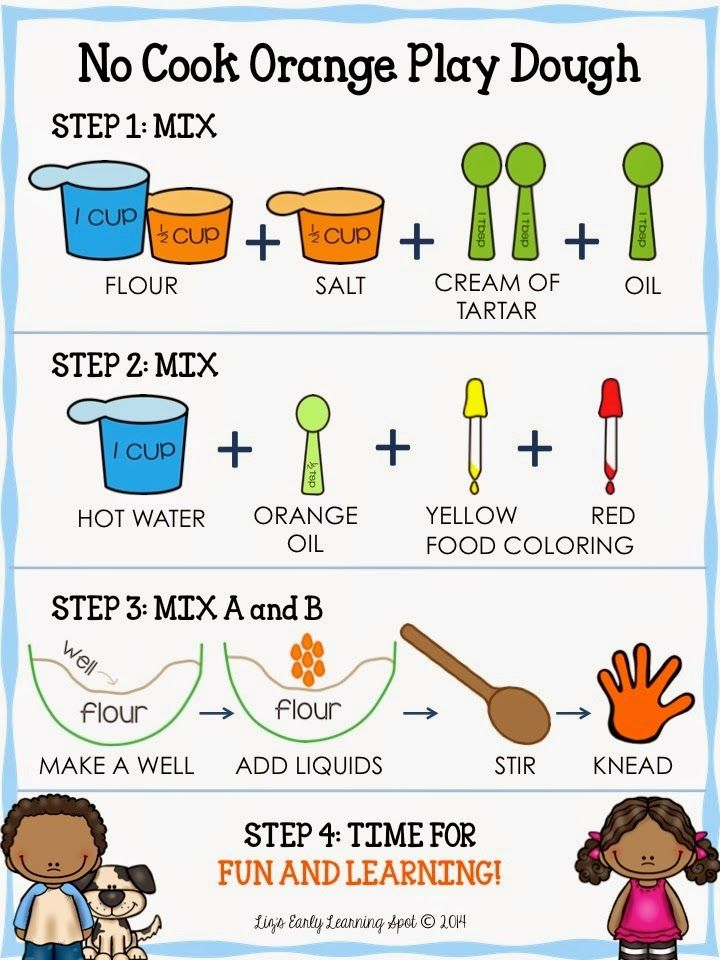 No Cook Orange Play Dough
STEP 1: MIX
1 CUP
½ CUP
+
½ CUP
+
1 Tbsp
1 Tbsp
+
1 Tbsp
FLOUR
SALT
CREAM OF
TARTAR
OIL
STEP 2: MIX
1 CUP
+
½ tsp
+
+
HOT WATER
ORANGE
OIL
YELLOW RED
FOOD COLORING
STEP 3: MIX A and B
well
flour
flour
MAKE A WELL
ADD LIQUIDS
STIR
KNEAD
STEP 4: TIME FOR
FUN AND LEARNING!
Liz's Early Learning Spot © 2014